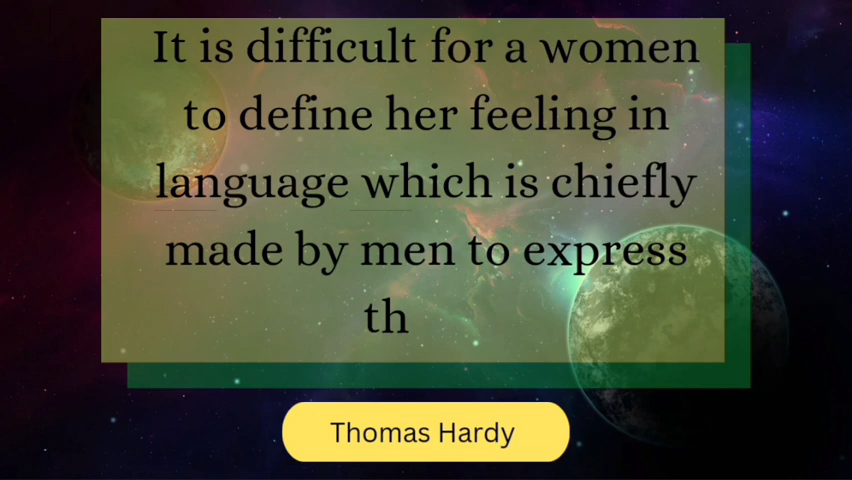 It is difficult for a women
to define her feeling in
language which is chiefly
made by men to express
th
Thomas Hardy